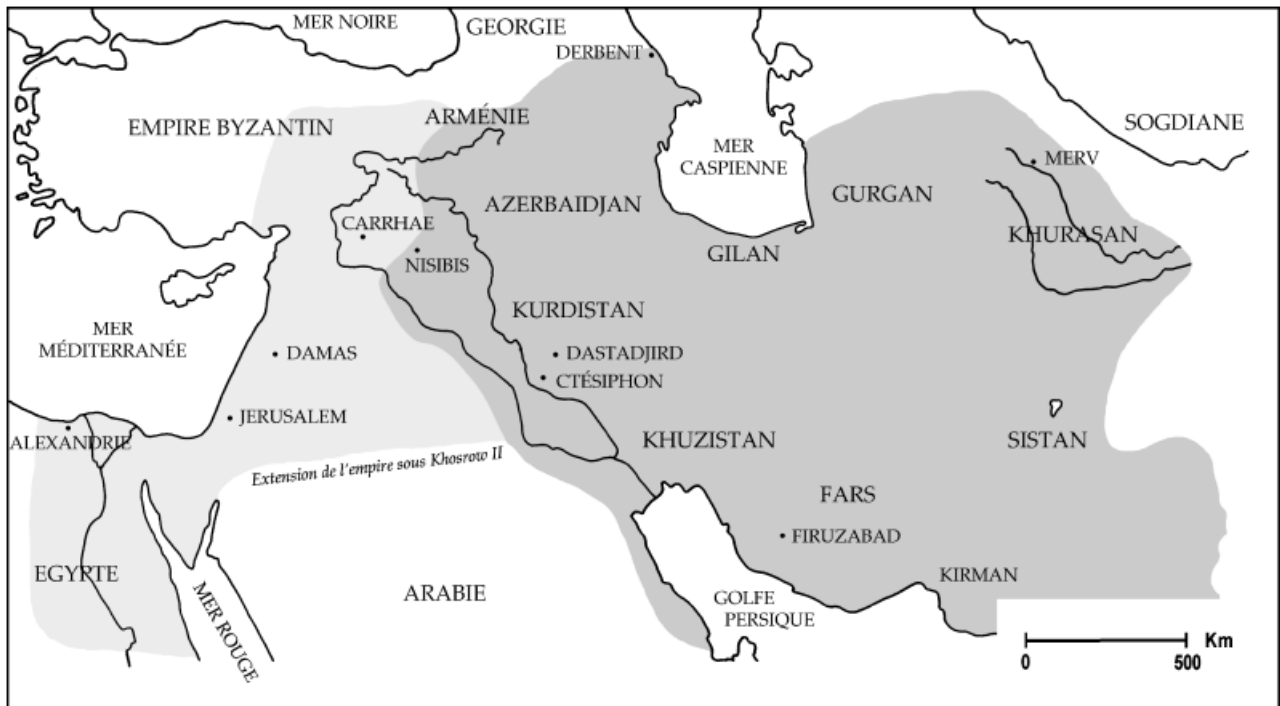 MER NOIRE
GEORGIE
DERBENT
ARMÉNIE
EMPIRE BYZANTIN
SOGDIANE
MER
CASPIENNE
MERV
GURGAN
AZERBAIDJAN
CARRHAE
KHURASAN
GILAN
NISIBIS
KURDISTAN
MER
MÉDITERRANÉE
DAMAS
DASTADJIRD
CTÉSIPHON
JERUSALEM
ALEXANDRIE
KHUZISTAN
SISTAN
Extension de l'empire sous Khosrow II
FARS
FIRUZABAD
EGYPTE
KIRMAN
ARABIE
MER ROUGE
GOLFE
PERSIQUE
Km
0 500